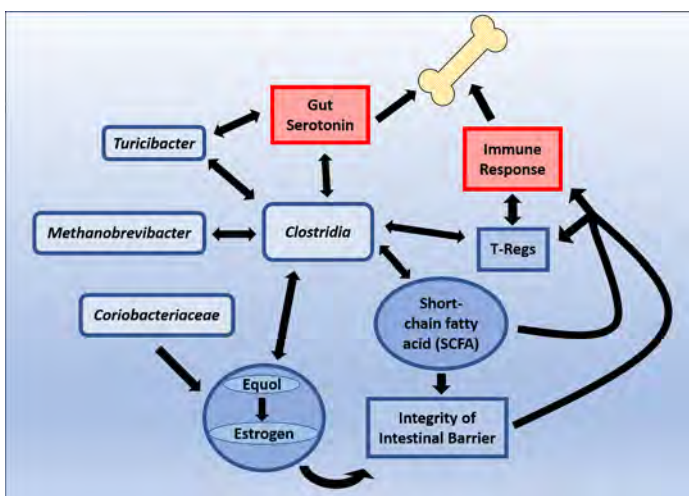 Gut
Serotonin
Turicibacter
Immune
Response
Methanobrevibacter
Clostridia
T-Regs
Coriobacteriaceae
Short-
chain fatty
acid (SCFA)
Equol
Estrogen
Integrity of
Intestinal Barrier